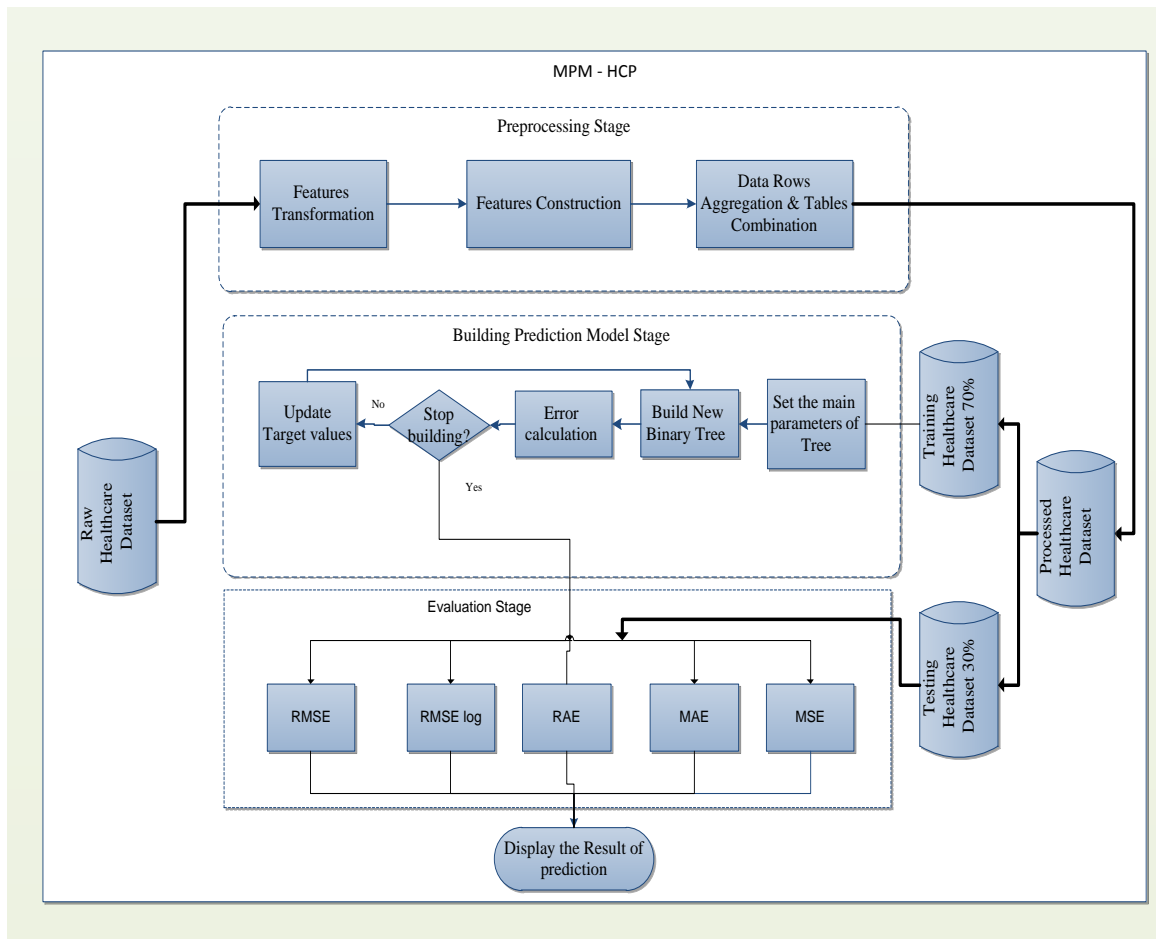 MPM - HCP
Preprocessing Stage
Features
Transformation
Features Construction
Data Rows
Aggregation & Tables
Combination
Building Prediction Model Stage
Update
Target values
No
Stop
building?
Yes
Error
calculation
Build New
Binary Tree
Set the main
parameters of
Tree
Training
Healthcare
Dataset 70%
Raw
Healthcare
Dataset
Processed
Healthcare
Dataset
Testing
Healthcare
Dataset 30%
Evaluation Stage
RMSE
RMSE log
RAE
MAE
MSE
Display the Result of
prediction